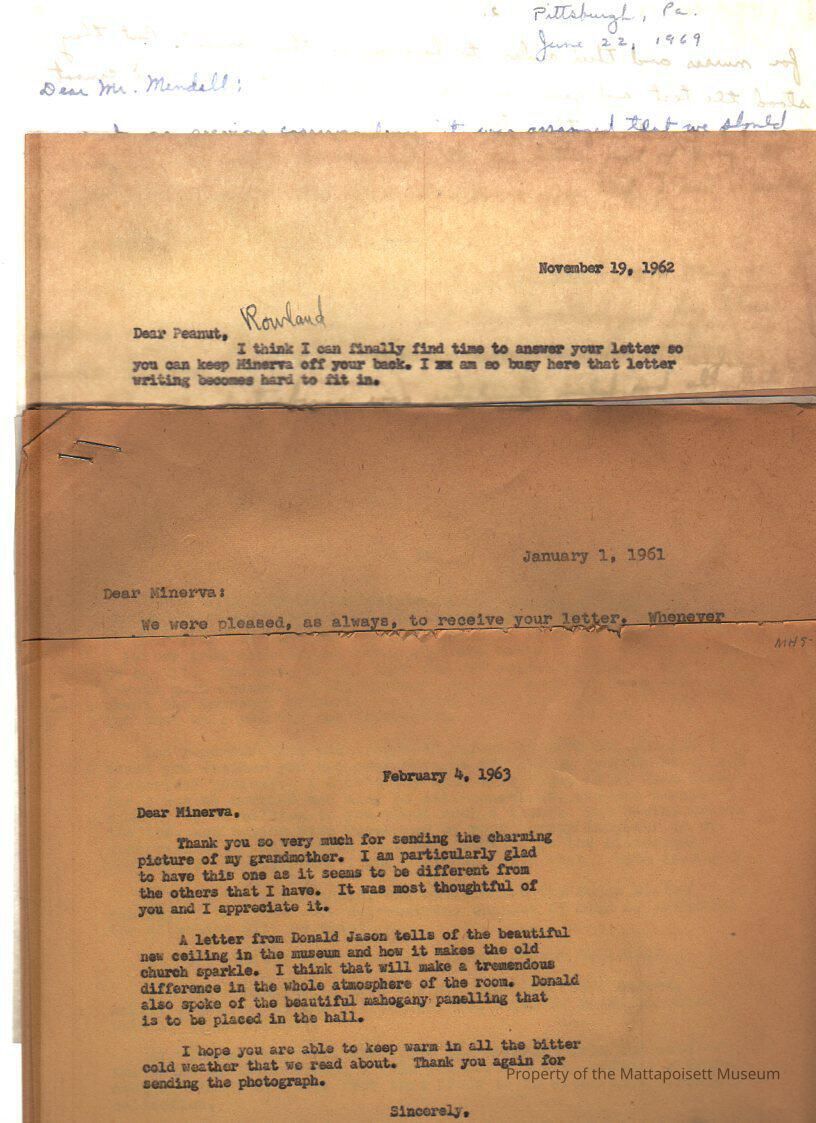 Pittsburgh, Pa.
June 22, 1969
Dear Mr. Mendall:
previous it was arranged that we should
November 19, 1962
Rowland
Dear Peanut,
I think I can finally find time to answer your letter so
you can keep Minerva off your back. I xx am so busy here that letter
writing becomes hard to fit in.
January 1, 1961
Dear Minerva:
We were pleased, as always, to receive your letter. Whenever
MHS-
February 4, 1963
Dear Minerva,
Thank you so very much for sending the charming
picture of my grandmother. I am particularly glad
to have this one as it seems to be different from
the others that I have. It was most thoughtful of
you and I appreciate it.
A letter from Donald Jason tells of the beautiful
new ceiling in the museum and how it makes the old
church sparkle. I think that will make a tremendous
difference in the whole atmosphere of the room. Donald
also spoke of the beautiful mahogany panelling that
is to be placed in the hall.
I hope you are able to keep warm in all the bitter
cold weather that we read about. Thank you again for
sending the photograph.
Property of the Mattapoisett Museum
Sincerely,